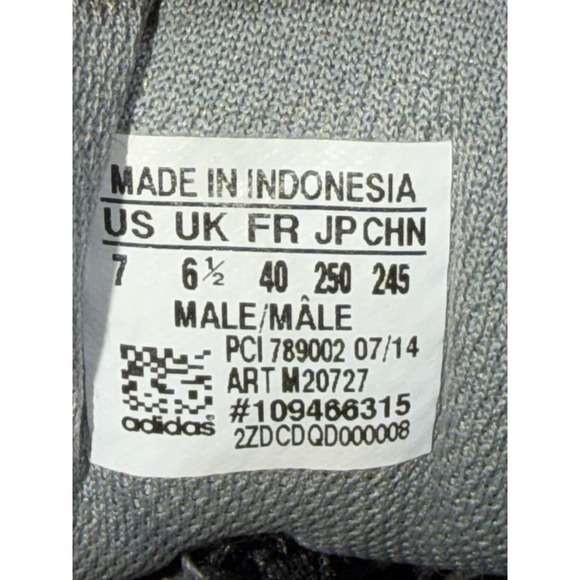 MADE IN INDONESIA
US UK FR JP CHN
7 6½ 40 250 245
MALE/MÂLE
PCI 789002 07/14
ART M20727
#109466315
adidas®
2ZDCDQD000008